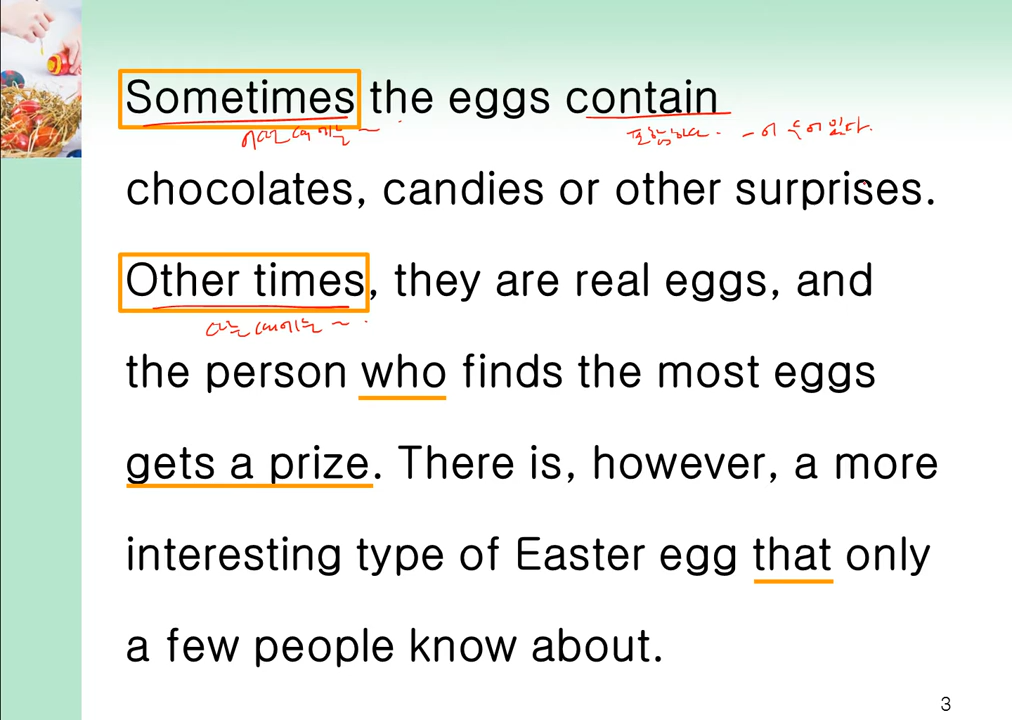 Sometimes the eggs contain
어떤 때에는 ~ 포함하다. ~이 속에 있다.
chocolates, candies or other surprises.
Other times, they are real eggs, and
다른 때에는 ~.
the person who finds the most eggs
gets a prize. There is, however, a more
interesting type of Easter egg that only
a few people know about.
3